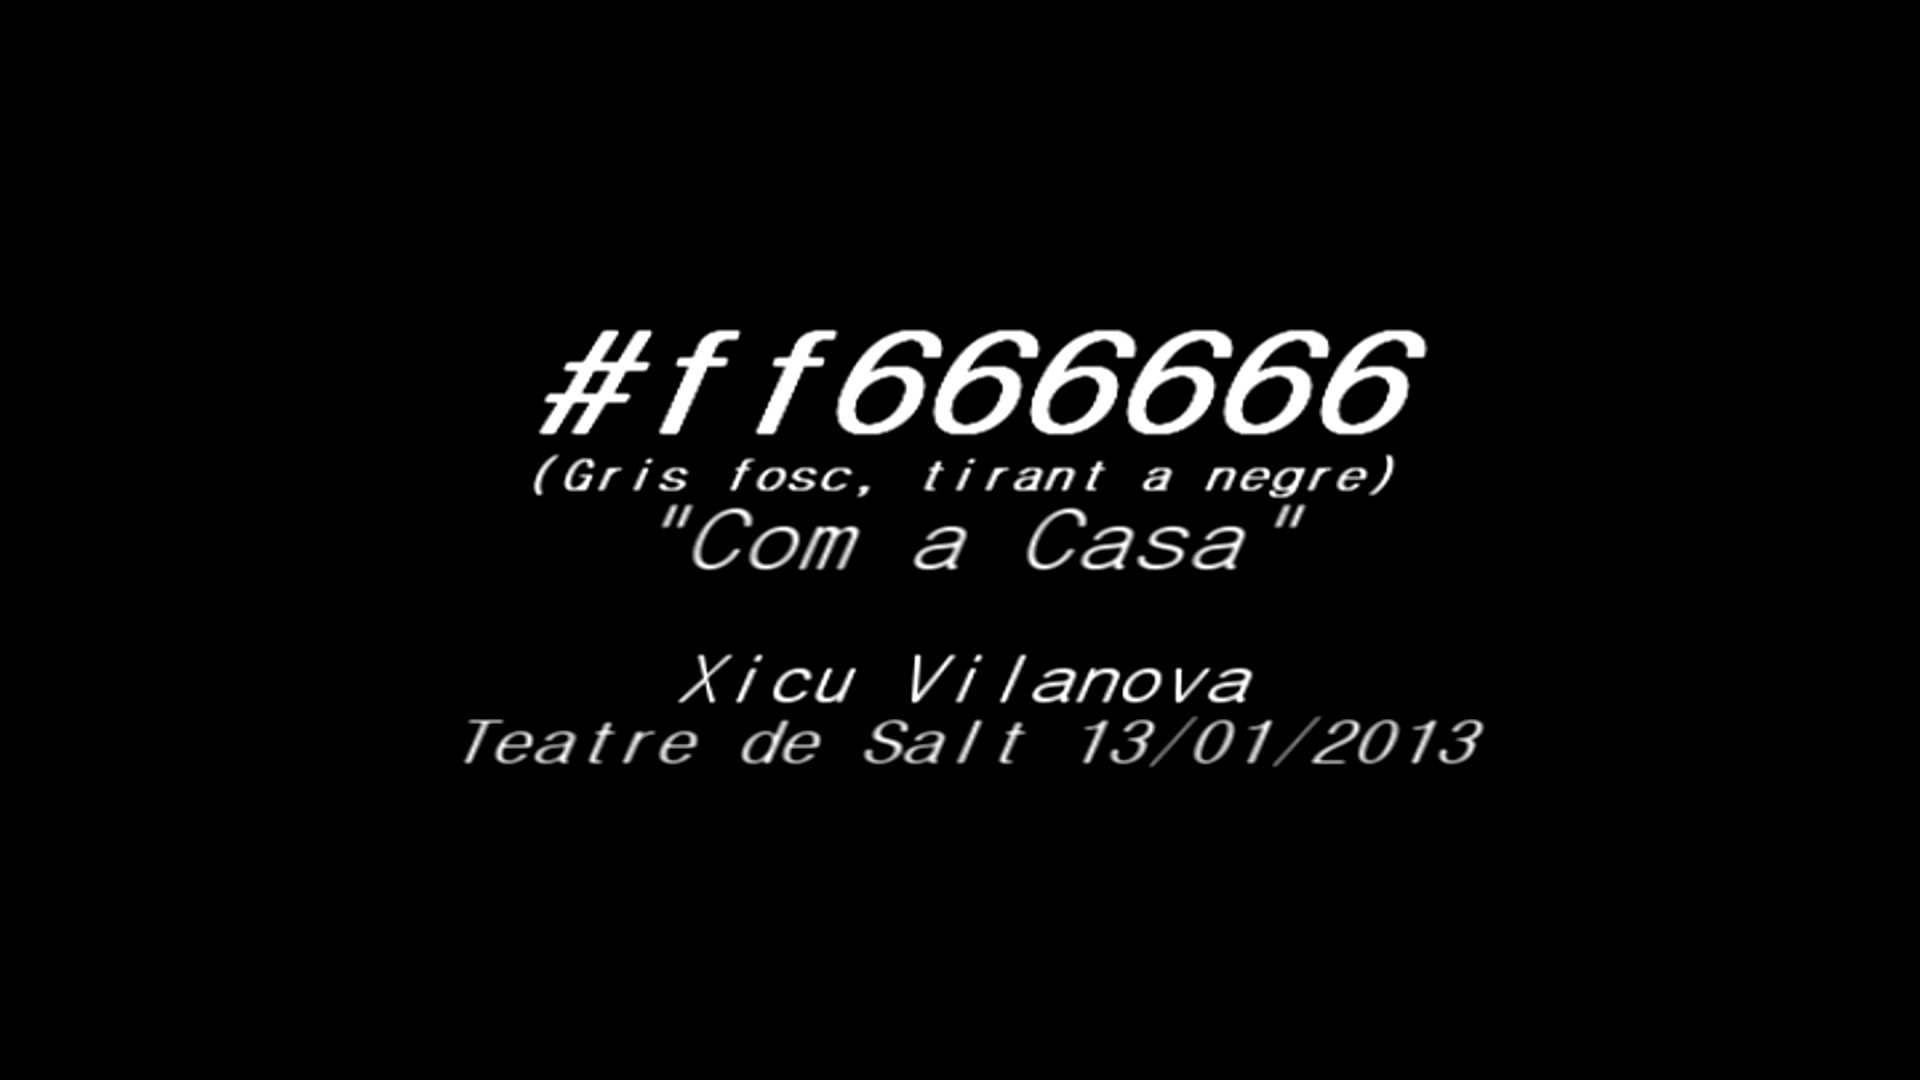 #ff666666
(Gris fosc, tirant a negre)
"Com a Casa"
Xicu Vilanova
Teatre de Salt 13/01/2013